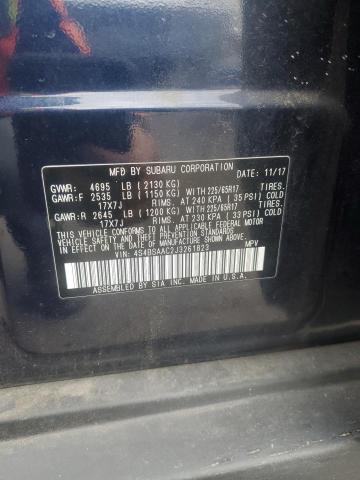 MFD BY SUBARU CORPORATION DATE: 11/17
GVWR: 4695 LB (2130 KG)
GAWR:F 2535 LB (1150 KG) WITH 225/65R17 TIRES.
17X7J RIMS. AT 240 KPA (35 PSI) COLD.
GAWR:R 2645 LB (1200 KG) WITH 225/65R17 TIRES.
17X7J RIMS. AT 230 KPA (33 PSI) COLD.
THIS VEHICLE CONFORMS TO ALL APPLICABLE FEDERAL MOTOR
VEHICLE SAFETY, BUMPER, AND THEFT PREVENTION STANDARDS
IN EFFECT ON THE DATE OF MANUFACTURE SHOWN ABOVE.
VIN: 4S4BSAAC2J3261823 MPV
ASSEMBLED BY SIA INC. MADE IN U.S.A.